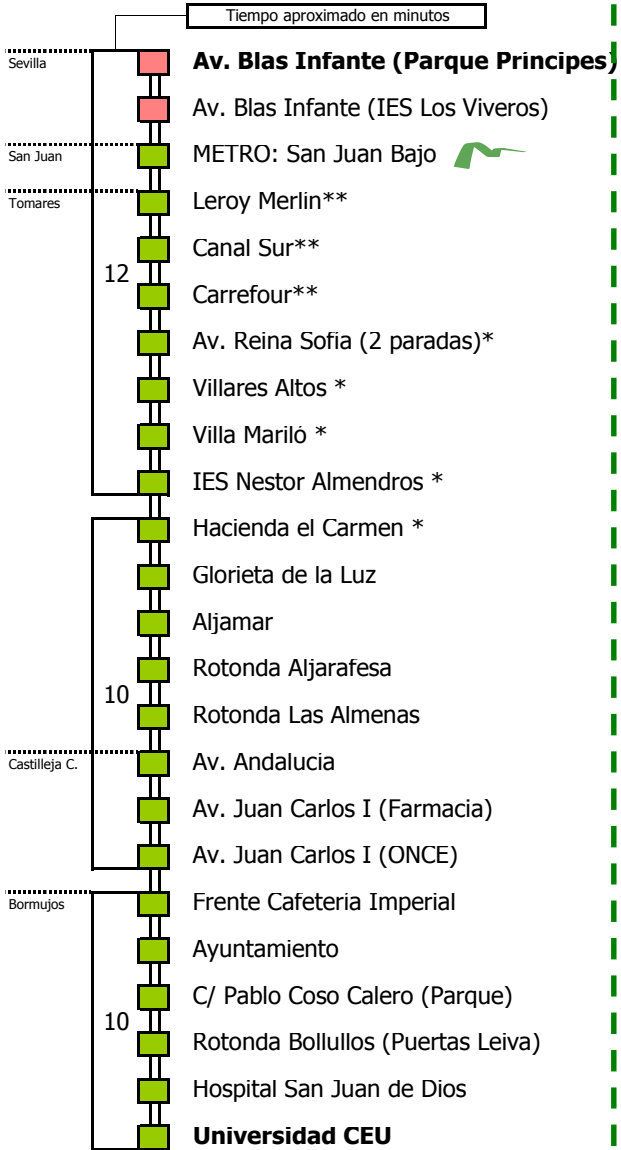 Tiempo aproximado en minutos
Sevilla
Av. Blas Infante (Parque Príncipes)
Av. Blas Infante (IES Los Viveros)
San Juan
METRO: San Juan Bajo
Tomares
Leroy Merlin**
Canal Sur**
12
Carrefour**
Av. Reina Sofia (2 paradas)*
Villares Altos *
Villa Mariló *
IES Nestor Almendros *
Hacienda el Carmen *
Glorieta de la Luz
Aljamar
Rotonda Aljarafesa
10
Rotonda Las Almenas
Castilleja C.
Av. Andalucia
Av. Juan Carlos I (Farmacia)
Av. Juan Carlos I (ONCE)
Bormujos
Frente Cafeteria Imperial
Ayuntamiento
C/ Pablo Coso Calero (Parque)
10
Rotonda Bollullos (Puertas Leiva)
Hospital San Juan de Dios
Universidad CEU